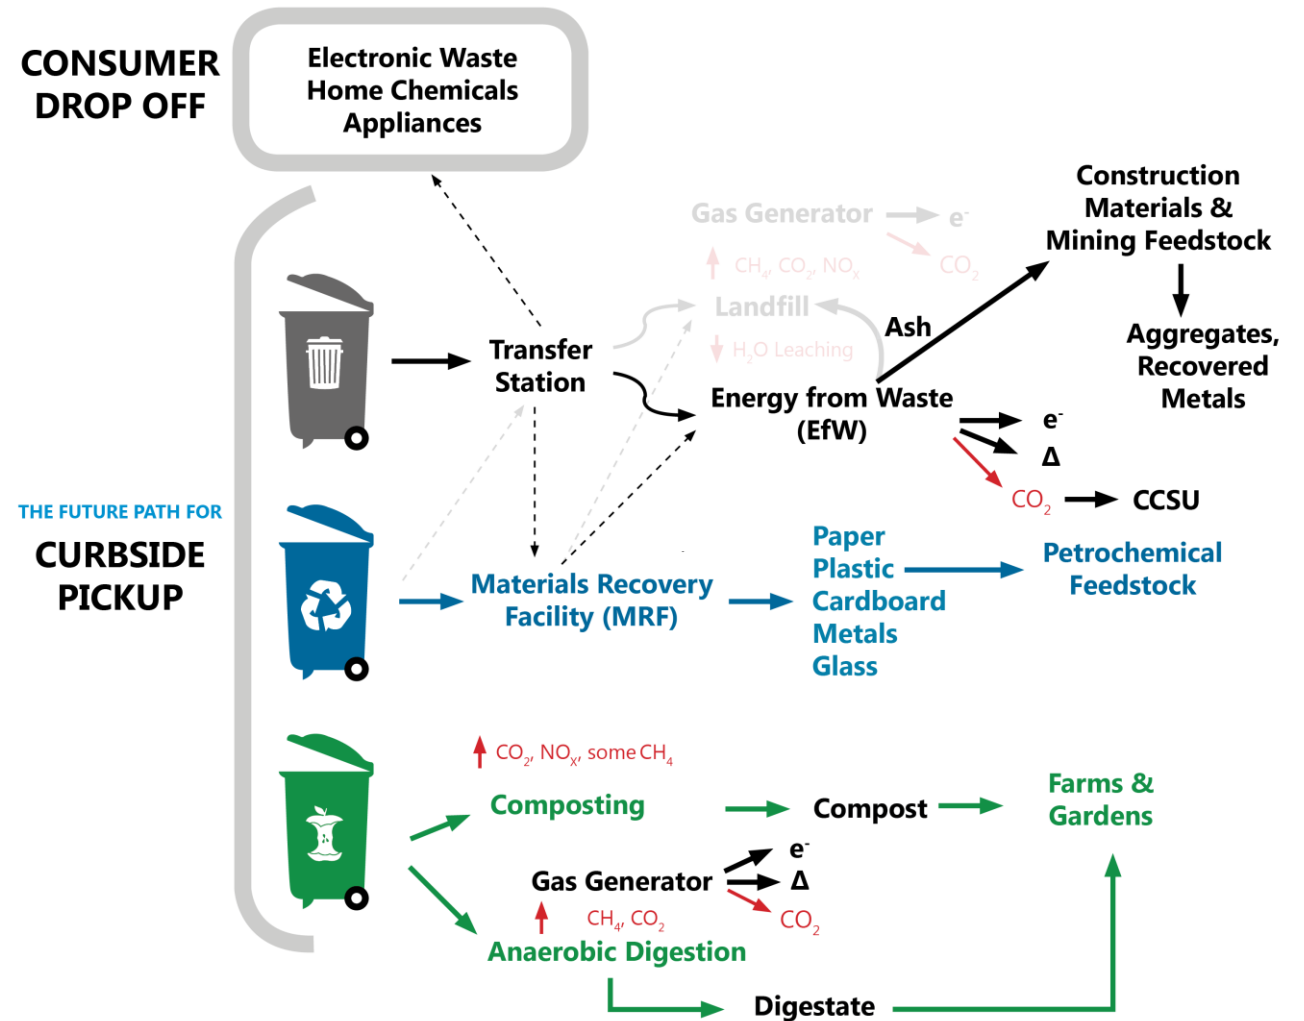 CONSUMER
DROP OFF
Electronic Waste
Home Chemicals
Appliances
THE FUTURE PATH FOR
CURBSIDE
PICKUP
Transfer
Station
Gas Generator
e⁻
CO₂
CH₄, CO₂, NOₓ
Landfill
H₂O Leaching
Ash
Construction
Materials &
Mining Feedstock
Aggregates,
Recovered
Metals
Energy from Waste
(EfW)
e⁻
Δ
CO₂
CCSU
Materials Recovery
Facility (MRF)
Paper
Plastic
Cardboard
Metals
Glass
Petrochemical
Feedstock
CO₂, NOₓ, some CH₄
Composting
Compost
Farms &
Gardens
Gas Generator
e⁻
Δ
CO₂
CH₄, CO₂
Anaerobic Digestion
Digestate